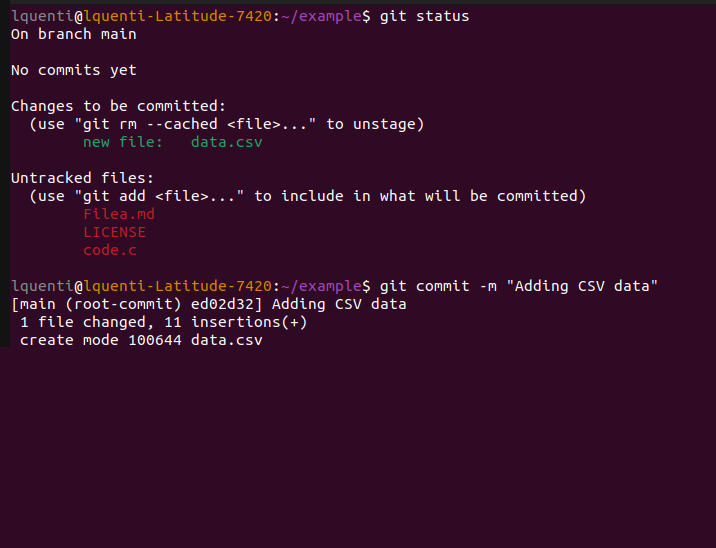 lquenti@lquenti-Latitude-7420:~/example$ git status
On branch main
No commits yet
Changes to be committed:
(use "git rm --cached <file>..." to unstage)
new file:   data.csv
Untracked files:
(use "git add <file>..." to include in what will be committed)
Filea.md
LICENSE
code.c
lquenti@lquenti-Latitude-7420:~/example$ git commit -m "Adding CSV data"
[main (root-commit) ed02d32] Adding CSV data
1 file changed, 11 insertions(+)
create mode 100644 data.csv